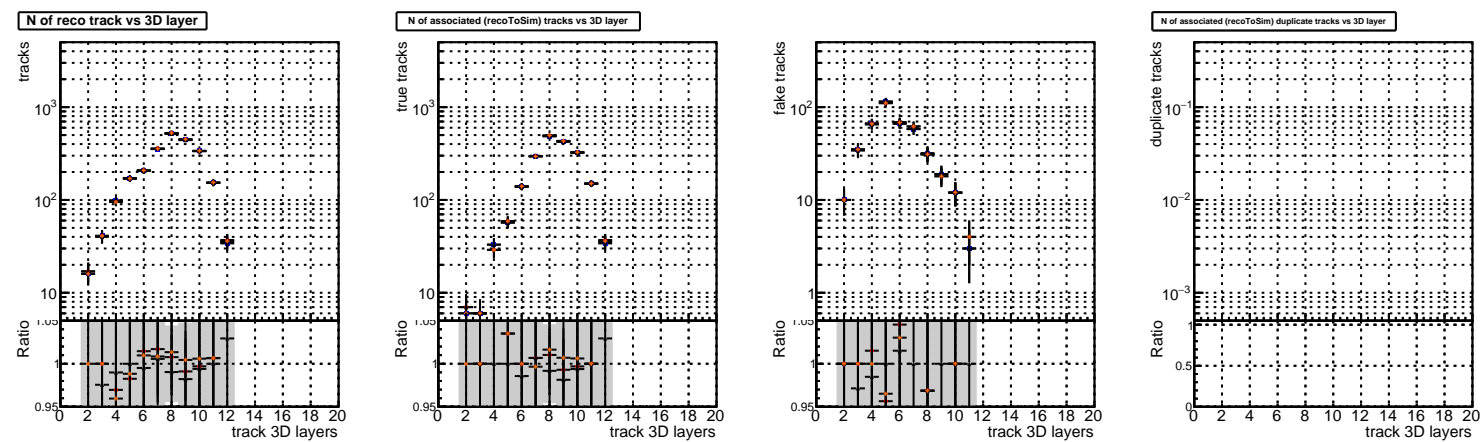 N of reco track vs 3D layer
tracks
10³
10²
10
Ratio
1.05
1
0.95
0 2 4 6 8 10 12 14 16 18 20
track 3D layers
N of associated (recoToSim) tracks vs 3D layer
true tracks
10³
10²
10
Ratio
1.05
1
0.95
0 2 4 6 8 10 12 14 16 18 20
track 3D layers
fake tracks
10²
10
1
Ratio
1.05
1
0.95
0 2 4 6 8 10 12 14 16 18 20
track 3D layers
N of associated (recoToSim) duplicate tracks vs 3D layer
duplicate tracks
10⁻¹
10⁻²
10⁻³
Ratio
1
0.5
0
0 2 4 6 8 10 12 14 16 18 20
track 3D layers